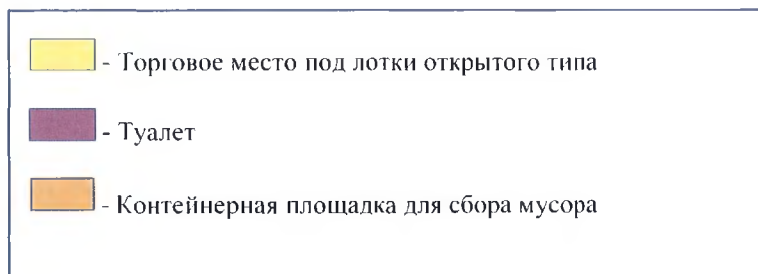 - Торговое место под лотки открытого типа
- Туалет
- Контейнерная площадка для сбора мусора